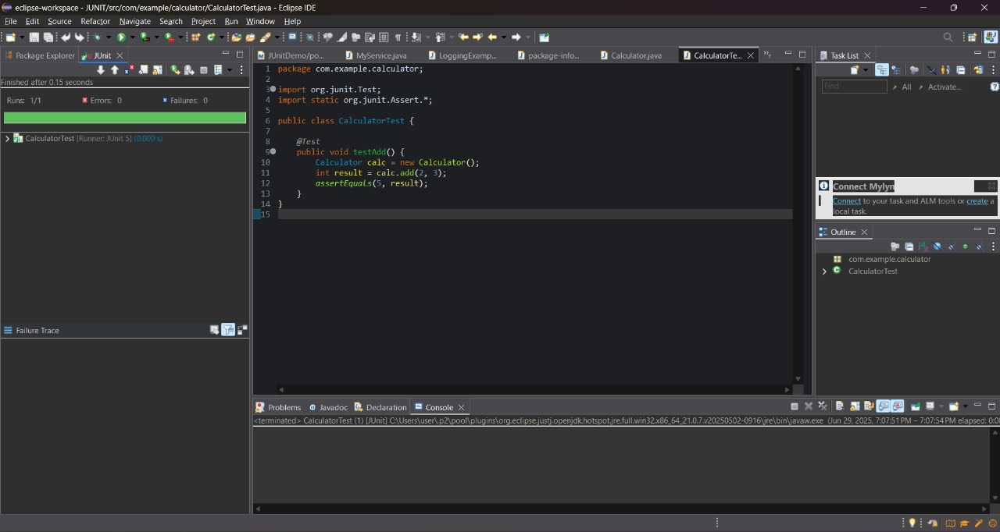 eclipse-workspace - JUNIT/src/com/example/calculator/CalculatorTest.java - Eclipse IDE
File Edit Source Refactor Navigate Search Project Run Window Help
Package Explorer JUnit
Finished after 0.15 seconds
Runs: 1/1 Errors: 0 Failures: 0
CalculatorTest [Runner: JUnit 5] (0.000 s)
Failure Trace
JUnitDemo/po... MyService.java LoggingExamp... package-info... Calculator.java CalculatorTe...
1 package com.example.calculator;
2
3 import org.junit.Test;
4 import static org.junit.Assert.*;
5
6 public class CalculatorTest {
7
8 @Test
9 public void testAdd() {
10 Calculator calc = new Calculator();
11 int result = calc.add(2, 3);
12 assertEquals(5, result);
13 }
14 }
15
Task List
Find All Activate...
Connect Mylyn
Connect to your task and ALM tools or create a
local task.
Outline
com.example.calculator
CalculatorTest
Problems Javadoc Declaration Console
<terminated> CalculatorTest (1) [JUnit] C:\Users\user\.p2\pool\plugins\org.eclipse.justj.openjdk.hotspot.jre.full.win32.x86_64_21.0.7.v20250502-0916\jre\bin\javaw.exe (Jun 29, 2025, 7:07:51 PM – 7:07:54 PM elapsed: 0:0